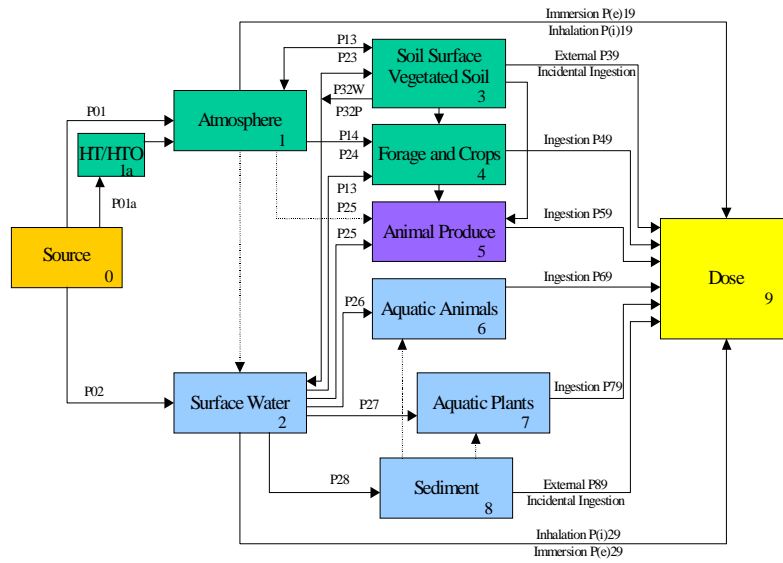 Immersion P(e)19
Inhalation P(i)19
P13
P23
Soil Surface
Vegetated Soil
3
External P39
Incidental Ingestion
P32W
P32P
P01
Atmosphere
1
HT/HTO
1a
P01a
P14
P24
Forage and Crops
4
Ingestion P49
P13
P25
P25
Animal Produce
5
Ingestion P59
Source
0
Dose
9
P26
Aquatic Animals
6
Ingestion P69
P02
Surface Water
2
P27
Aquatic Plants
7
Ingestion P79
P28
Sediment
8
External P89
Incidental Ingestion
Inhalation P(i)29
Immersion P(e)29